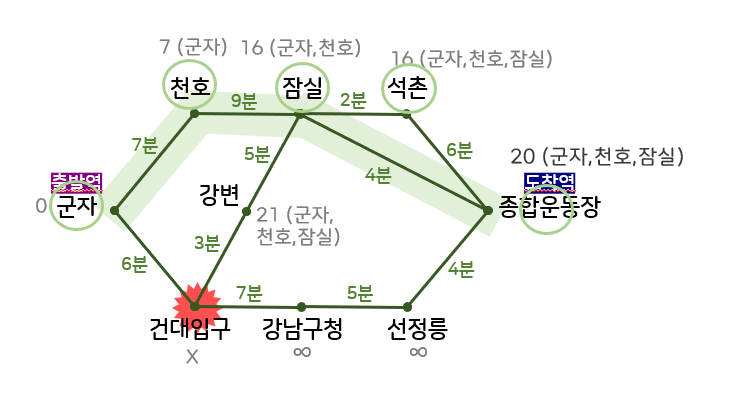 7 (군자)
16 (군자,천호)
16 (군자,천호,잠실)
천호
잠실
석촌
9분
2분
7분
5분
6분
4분
20 (군자,천호,잠실)
출발역
도착역
0
군자
강변
종합운동장
21 (군자,
천호,잠실)
3분
6분
4분
7분
5분
건대입구
강남구청
선정릉
X
∞
∞